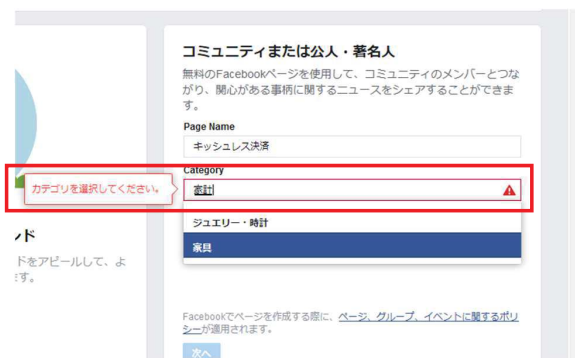 コミュニティまたは公人・著名人
無料のFacebookページを使用して、コミュニティのメンバーとつな
がり、関心がある事柄に関するニュースをシェアすることができま
す。
Page Name
キャッシュレス決済
Category
カテゴリを選択してください。
家計
ジュエリー・時計
家具
ンド
ドをアピールして、よ
ます。
Facebookでページを作成する際に、ページ、グループ、イベントに関するポリ
シーが適用されます。
次へ